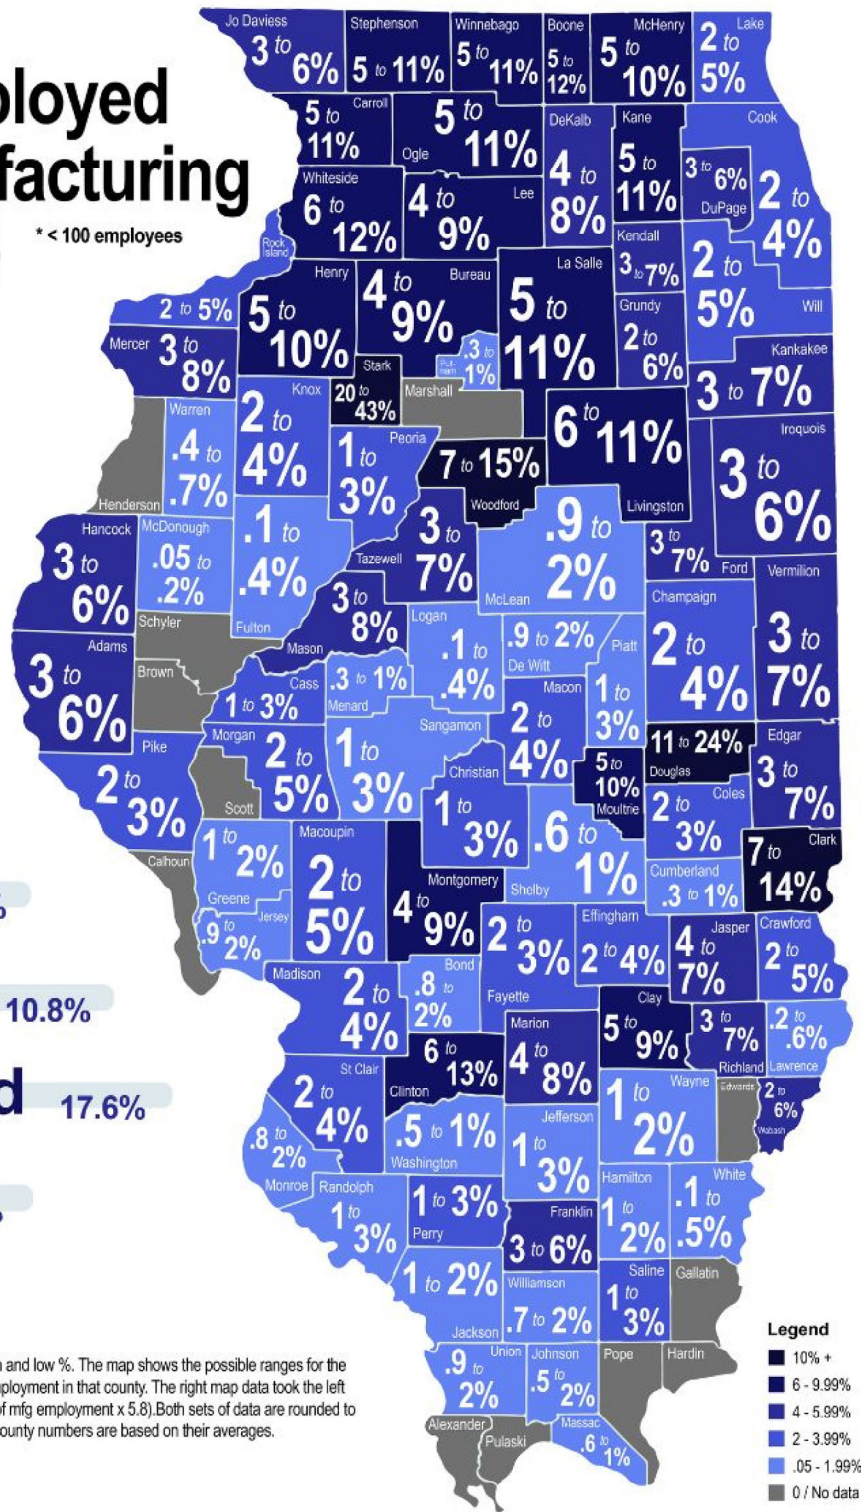 ployed
facturing
* < 100 employees
Jo Daviess
3 to 6%
Stephenson
5 to 11%
Winnebago
5 to 11%
Boone
5 to 12%
McHenry
5 to 10%
Lake
2 to 5%
Carroll
5 to 11%
Ogle
5 to 11%
DeKalb
4 to 8%
Kane
5 to 11%
Cook
2 to 4%
DuPage
3 to 6%
Whiteside
6 to 12%
Lee
4 to 9%
Rock Island
2 to 5%
Kendall
3 to 7%
Will
2 to 5%
Henry
5 to 10%
Bureau
4 to 9%
La Salle
5 to 11%
Grundy
2 to 6%
Kankakee
3 to 7%
Mercer
3 to 8%
Stark
20 to 43%
Putnam
.3 to 1%
Marshall
Knox
2 to 4%
Warren
.4 to .7%
Henderson
Peoria
1 to 3%
Woodford
7 to 15%
Livingston
6 to 11%
Iroquois
3 to 6%
Hancock
3 to 6%
McDonough
.05 to .2%
Fulton
.1 to .4%
Tazewell
3 to 7%
McLean
.9 to 2%
Ford
3 to 7%
Vermilion
3 to 7%
Schyler
Mason
3 to 8%
Logan
.1 to .4%
De Witt
.9 to 2%
Piatt
1 to 3%
Champaign
2 to 4%
Adams
3 to 6%
Brown
Cass
1 to 3%
Menard
.3 to 1%
Macon
2 to 4%
Douglas
11 to 24%
Edgar
3 to 7%
Pike
2 to 3%
Scott
Morgan
2 to 5%
Sangamon
1 to 3%
Christian
1 to 3%
Moultrie
5 to 10%
Coles
2 to 3%
Calhoun
Greene
1 to 2%
Jersey
.9 to 2%
Macoupin
2 to 5%
Montgomery
4 to 9%
Shelby
.6 to 1%
Cumberland
.3 to 1%
Clark
7 to 14%
%
Madison
2 to 4%
Bond
.8 to 2%
Fayette
2 to 3%
Effingham
2 to 4%
Jasper
4 to 7%
Crawford
2 to 5%
10.8%
Clinton
6 to 13%
Marion
4 to 8%
Clay
5 to 9%
Richland
3 to 7%
Lawrence
.2 to .6%
d 17.6%
St Clair
2 to 4%
Wayne
1 to 2%
Edwards
Wabash
2 to 6%
Monroe
.8 to 2%
Washington
.5 to 1%
Jefferson
1 to 3%
Randolph
1 to 3%
Perry
1 to 3%
Franklin
3 to 6%
Hamilton
1 to 2%
White
.1 to .5%
Jackson
1 to 2%
Williamson
.7 to 2%
Saline
1 to 3%
Gallatin
Union
.9 to 2%
Johnson
.5 to 2%
Pope
Hardin
Alexander
Pulaski
Massac
.6 to 1%
and low %. The map shows the possible ranges for the
ployment in that county. The right map data took the left
of mfg employment x 5.8).Both sets of data are rounded to
ounty numbers are based on their averages.
Legend
10% +
6 - 9.99%
4 - 5.99%
2 - 3.99%
.05 - 1.99%
0 / No data